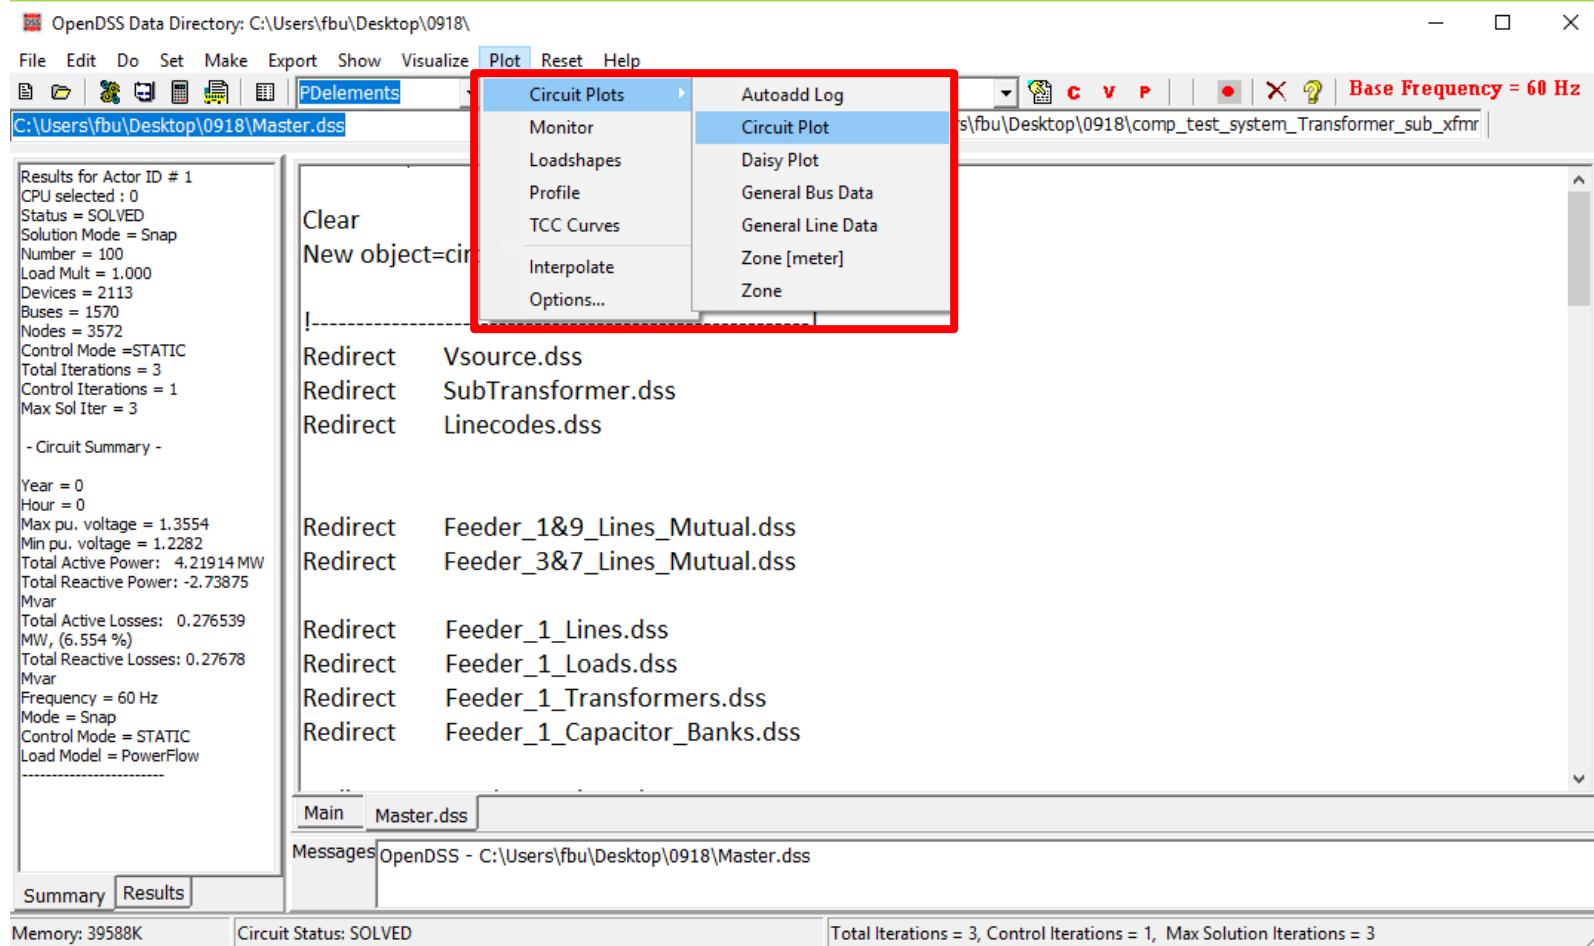 OpenDSS Data Directory: C:\Users\fbu\Desktop\0918\
File Edit Do Set Make Export Show Visualize Plot Reset Help
PDelements
C V P
Base Frequency = 60 Hz
C:\Users\fbu\Desktop\0918\Master.dss
s\fbu\Desktop\0918\comp_test_system_Transformer_sub_xfmr
Circuit Plots
Monitor
Loadshapes
Profile
TCC Curves
Interpolate
Options...
Autoadd Log
Circuit Plot
Daisy Plot
General Bus Data
General Line Data
Zone [meter]
Zone
Results for Actor ID # 1
CPU selected : 0
Status = SOLVED
Solution Mode = Snap
Number = 100
Load Mult = 1.000
Devices = 2113
Buses = 1570
Nodes = 3572
Control Mode =STATIC
Total Iterations = 3
Control Iterations = 1
Max Sol Iter = 3
- Circuit Summary -
Year = 0
Hour = 0
Max pu. voltage = 1.3554
Min pu. voltage = 1.2282
Total Active Power: 4.21914 MW
Total Reactive Power: -2.73875
Mvar
Total Active Losses: 0.276539
MW, (6.554 %)
Total Reactive Losses: 0.27678
Mvar
Frequency = 60 Hz
Mode = Snap
Control Mode = STATIC
Load Model = PowerFlow
-------------------------
Clear
New object=cir
!---------------------------------------------------------!
Redirect Vsource.dss
Redirect SubTransformer.dss
Redirect Linecodes.dss
Redirect Feeder_1&9_Lines_Mutual.dss
Redirect Feeder_3&7_Lines_Mutual.dss
Redirect Feeder_1_Lines.dss
Redirect Feeder_1_Loads.dss
Redirect Feeder_1_Transformers.dss
Redirect Feeder_1_Capacitor_Banks.dss
Main Master.dss
Messages OpenDSS - C:\Users\fbu\Desktop\0918\Master.dss
Summary Results
Memory: 39588K Circuit Status: SOLVED Total Iterations = 3, Control Iterations = 1, Max Solution Iterations = 3